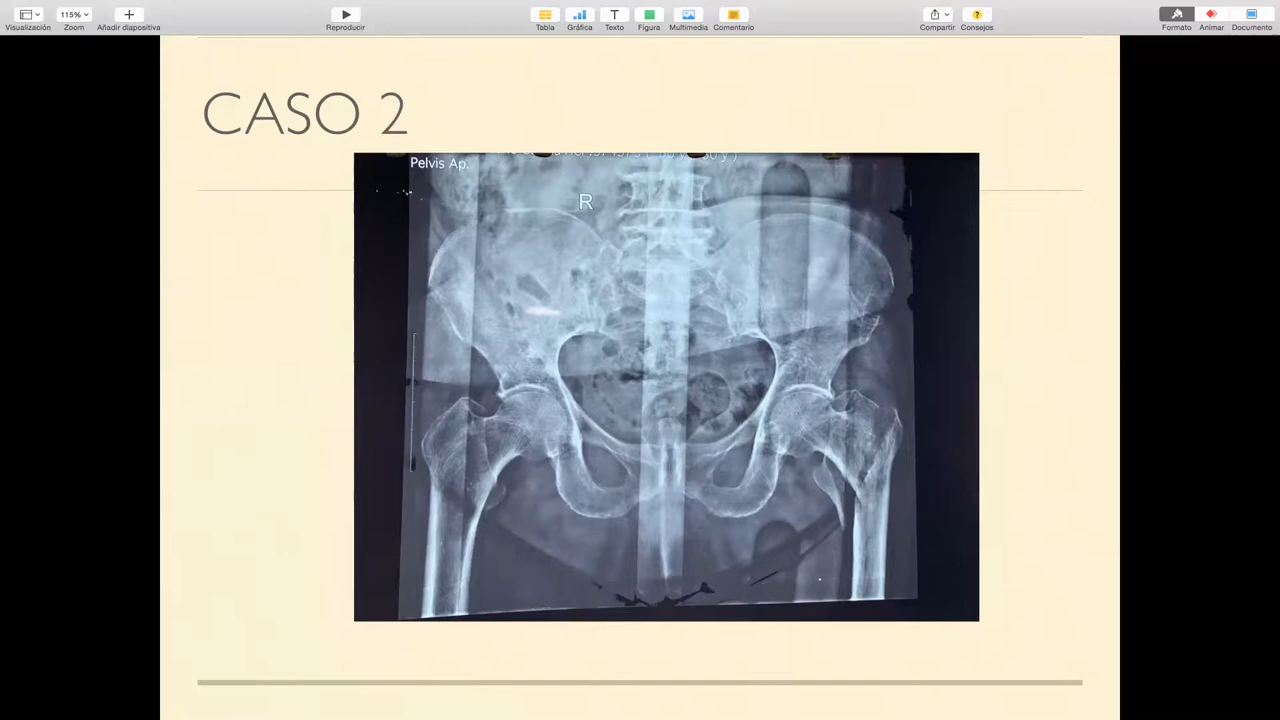 115%
Visualización
Zoom
Añadir diapositiva
Reproducir
Tabla
Gráfica
Texto
Figura
Multimedia
Comentario
Compartir
Consejos
Formato
Animar
Documento
CASO 2
Pelvis Ap.
R